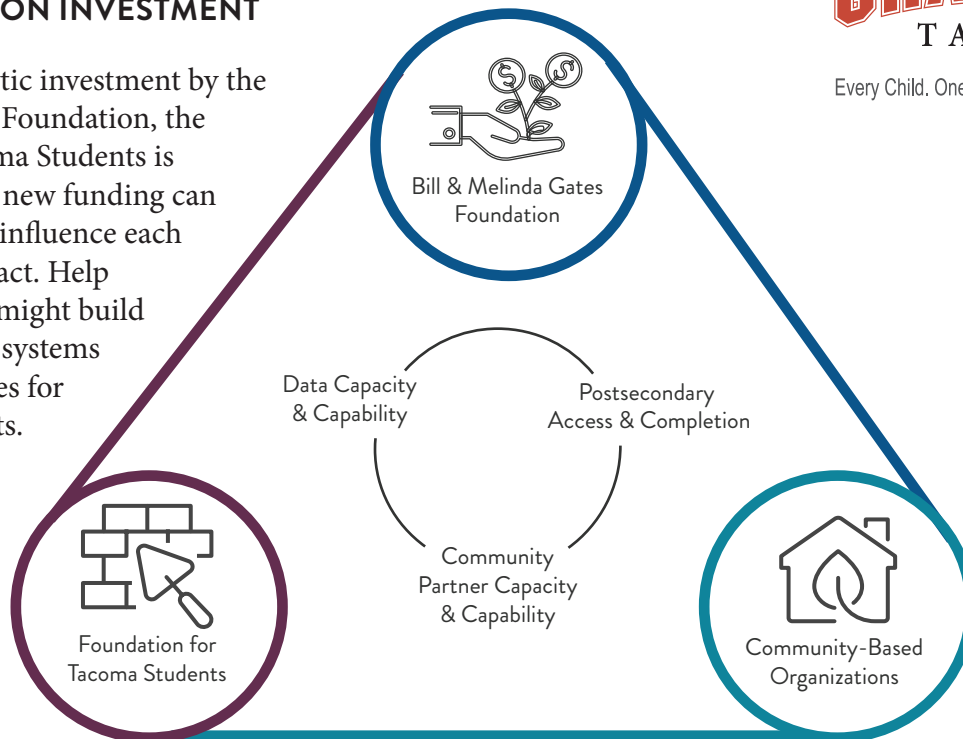 ON INVESTMENT
tic investment by the
Foundation, the
ma Students is
new funding can
influence each
act. Help
might build
systems
es for
ts.
T A
Every Child. One
$ $
Bill & Melinda Gates
Foundation
Data Capacity
& Capability
Postsecondary
Access & Completion
Community
Partner Capacity
& Capability
Foundation for
Tacoma Students
Community-Based
Organizations